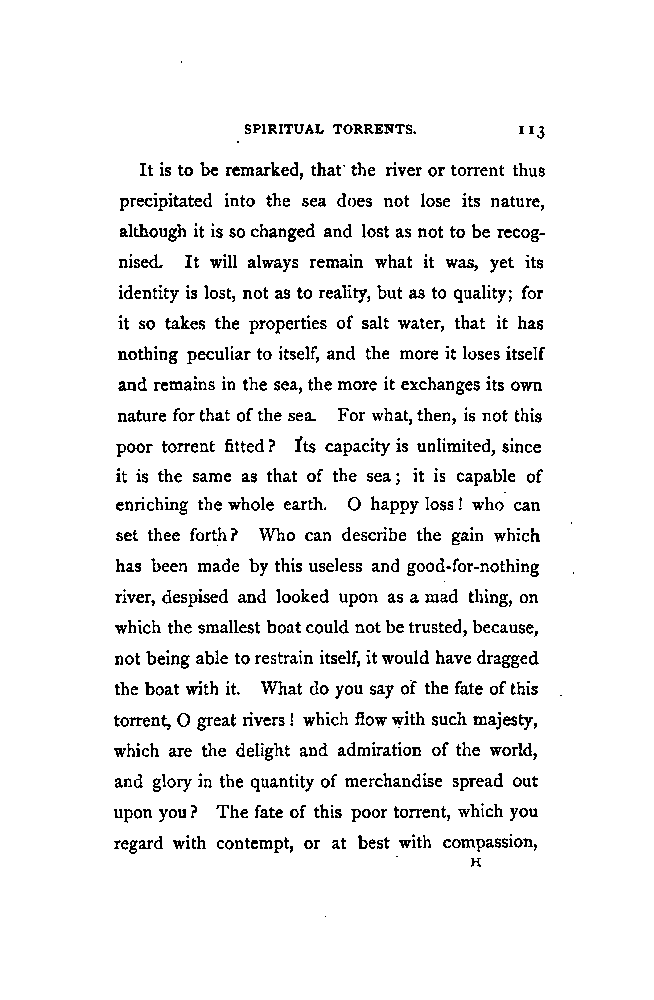 SPIRITUAL TORRENTS. 113
It is to be remarked, that the river or torrent thus
precipitated into the sea does not lose its nature,
although it is so changed and lost as not to be recog-
nised. It will always remain what it was, yet its
identity is lost, not as to reality, but as to quality; for
it so takes the properties of salt water, that it has
nothing peculiar to itself, and the more it loses itself
and remains in the sea, the more it exchanges its own
nature for that of the sea. For what, then, is not this
poor torrent fitted? Its capacity is unlimited, since
it is the same as that of the sea; it is capable of
enriching the whole earth. O happy loss! who can
set thee forth? Who can describe the gain which
has been made by this useless and good-for-nothing
river, despised and looked upon as a mad thing, on
which the smallest boat could not be trusted, because,
not being able to restrain itself, it would have dragged
the boat with it. What do you say of the fate of this
torrent, O great rivers! which flow with such majesty,
which are the delight and admiration of the world,
and glory in the quantity of merchandise spread out
upon you? The fate of this poor torrent, which you
regard with contempt, or at best with compassion,
H